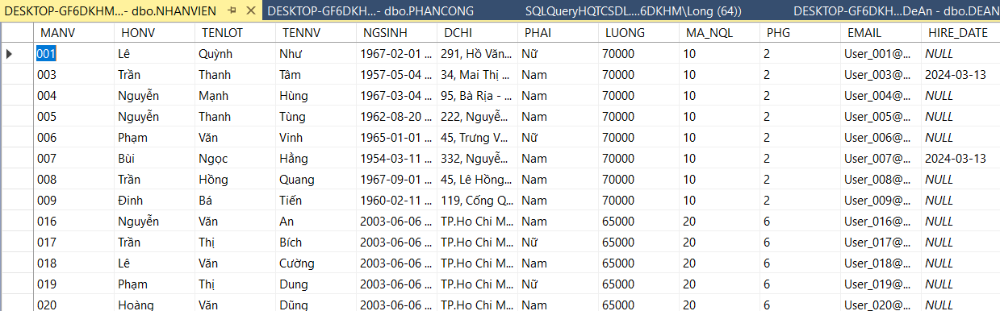 DESKTOP-GF6DKHM...- dbo.NHANVIEN DESKTOP-GF6DKHM...- dbo.PHANCONG SQLQueryHQTCSDL....6DKHM\Long (64)) DESKTOP-GF6DKH...DeAn - dbo.DEAN
MANV HONV TENLOT TENNV NGSINH DCHI PHAI LUONG MA_NQL PHG EMAIL HIRE_DATE
001 Lê Quỳnh Như 1967-02-01 ... 291, Hồ Văn... Nữ 70000 10 2 User_001@... NULL
003 Trần Thanh Tâm 1957-05-04 ... 34, Mai Thị ... Nam 70000 10 2 User_003@... 2024-03-13
004 Nguyễn Mạnh Hùng 1967-03-04 ... 95, Bà Rịa - ... Nam 70000 10 2 User_004@... NULL
005 Nguyễn Thanh Tùng 1962-08-20 ... 222, Nguyễ... Nam 70000 10 2 User_005@... NULL
006 Phạm Văn Vinh 1965-01-01 ... 45, Trưng V... Nữ 70000 10 2 User_006@... NULL
007 Bùi Ngọc Hằng 1954-03-11 ... 332, Nguyễ... Nam 70000 10 2 User_007@... 2024-03-13
008 Trần Hồng Quang 1967-09-01 ... 45, Lê Hồng... Nam 70000 10 2 User_008@... NULL
009 Đinh Bá Tiến 1960-02-11 ... 119, Cống Q... Nam 70000 10 2 User_009@... NULL
016 Nguyễn Văn An 2003-06-06 ... TP.Ho Chi M... Nam 65000 20 6 User_016@... NULL
017 Trần Thị Bích 2003-06-06 ... TP.Ho Chi M... Nữ 65000 20 6 User_017@... NULL
018 Lê Văn Cường 2003-06-06 ... TP.Ho Chi M... Nam 65000 20 6 User_018@... NULL
019 Phạm Thị Dung 2003-06-06 ... TP.Ho Chi M... Nữ 65000 20 6 User_019@... NULL
020 Hoàng Văn Dũng 2003-06-06 ... TP.Ho Chi M... Nam 65000 20 6 User_020@... NULL